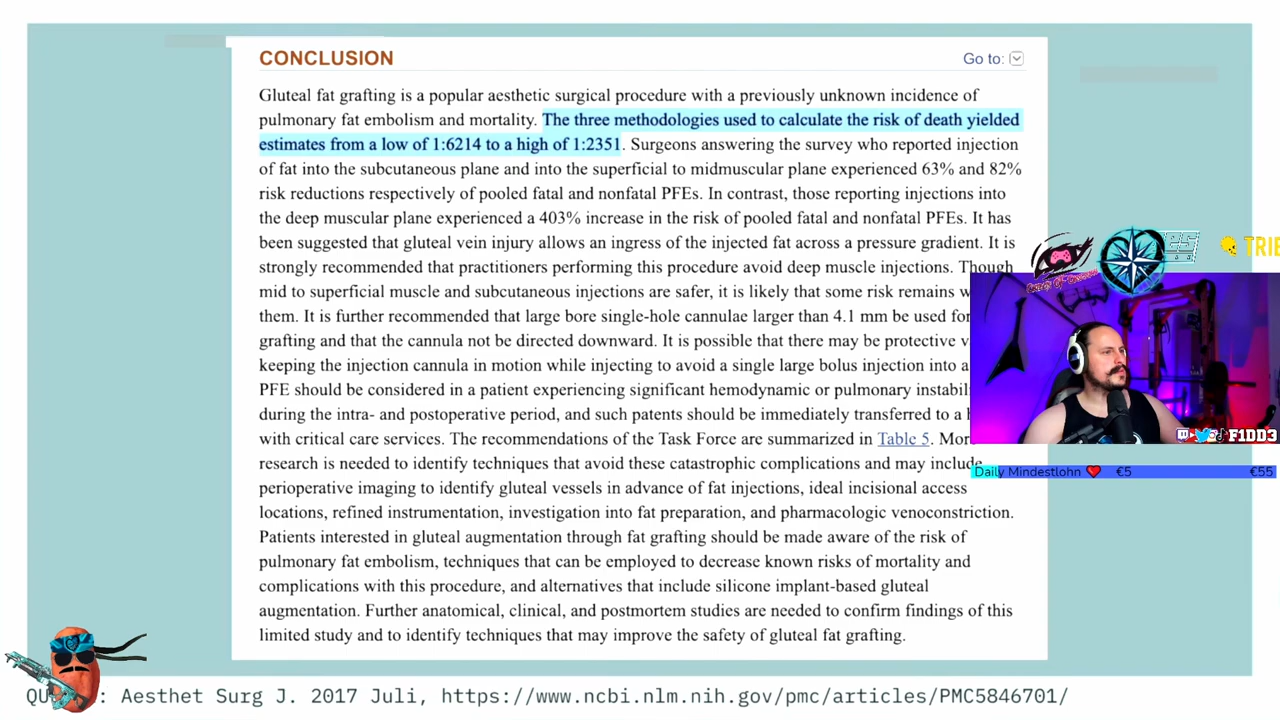 CONCLUSION
Go to:
Gluteal fat grafting is a popular aesthetic surgical procedure with a previously unknown incidence of
pulmonary fat embolism and mortality. The three methodologies used to calculate the risk of death yielded
estimates from a low of 1:6214 to a high of 1:2351. Surgeons answering the survey who reported injection
of fat into the subcutaneous plane and into the superficial to midmuscular plane experienced 63% and 82%
risk reductions respectively of pooled fatal and nonfatal PFEs. In contrast, those reporting injections into
the deep muscular plane experienced a 403% increase in the risk of pooled fatal and nonfatal PFEs. It has
been suggested that gluteal vein injury allows an ingress of the injected fat across a pressure gradient. It is
strongly recommended that practitioners performing this procedure avoid deep muscle injections. Though
mid to superficial muscle and subcutaneous injections are safer, it is likely that some risk remains w
them. It is further recommended that large bore single-hole cannulae larger than 4.1 mm be used for
grafting and that the cannula not be directed downward. It is possible that there may be protective v
keeping the injection cannula in motion while injecting to avoid a single large bolus injection into a
PFE should be considered in a patient experiencing significant hemodynamic or pulmonary instabil
during the intra- and postoperative period, and such patents should be immediately transferred to a h
with critical care services. The recommendations of the Task Force are summarized in Table 5. Mor
research is needed to identify techniques that avoid these catastrophic complications and may include
perioperative imaging to identify gluteal vessels in advance of fat injections, ideal incisional access
locations, refined instrumentation, investigation into fat preparation, and pharmacologic venoconstriction.
Patients interested in gluteal augmentation through fat grafting should be made aware of the risk of
pulmonary fat embolism, techniques that can be employed to decrease known risks of mortality and
complications with this procedure, and alternatives that include silicone implant-based gluteal
augmentation. Further anatomical, clinical, and postmortem studies are needed to confirm findings of this
limited study and to identify techniques that may improve the safety of gluteal fat grafting.
TRIE
F1DD3
Daily Mindestlohn ❤ €5 €55
QU : Aesthet Surg J. 2017 Juli, https://www.ncbi.nlm.nih.gov/pmc/articles/PMC5846701/